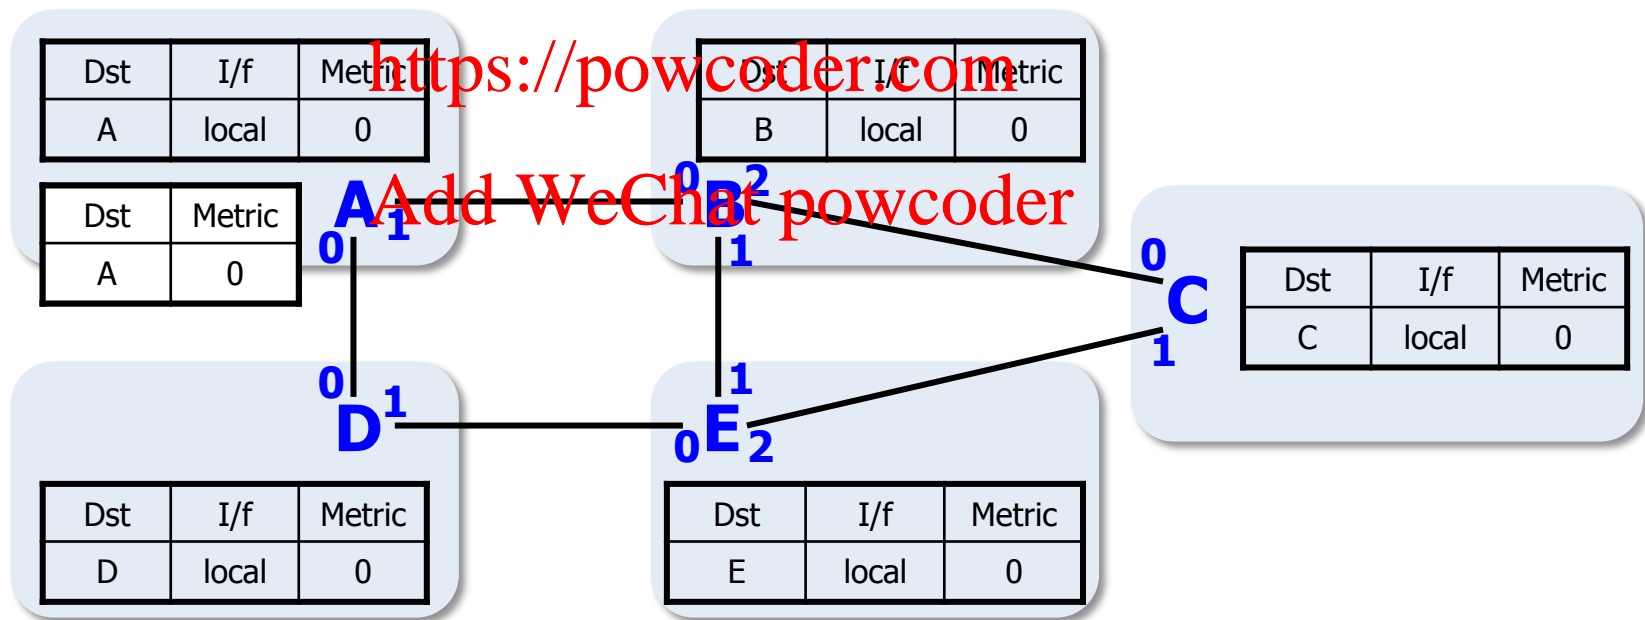 Dst I/f Metric
A local 0
Dst Metric
A 0
A
0
1
https://powcoder.com
Add WeChat powcoder
Dst I/f Metric
B local 0
0
B
2
1
0
C
1
Dst I/f Metric
C local 0
0
D
1
Dst I/f Metric
D local 0
1
0
E
2
Dst I/f Metric
E local 0